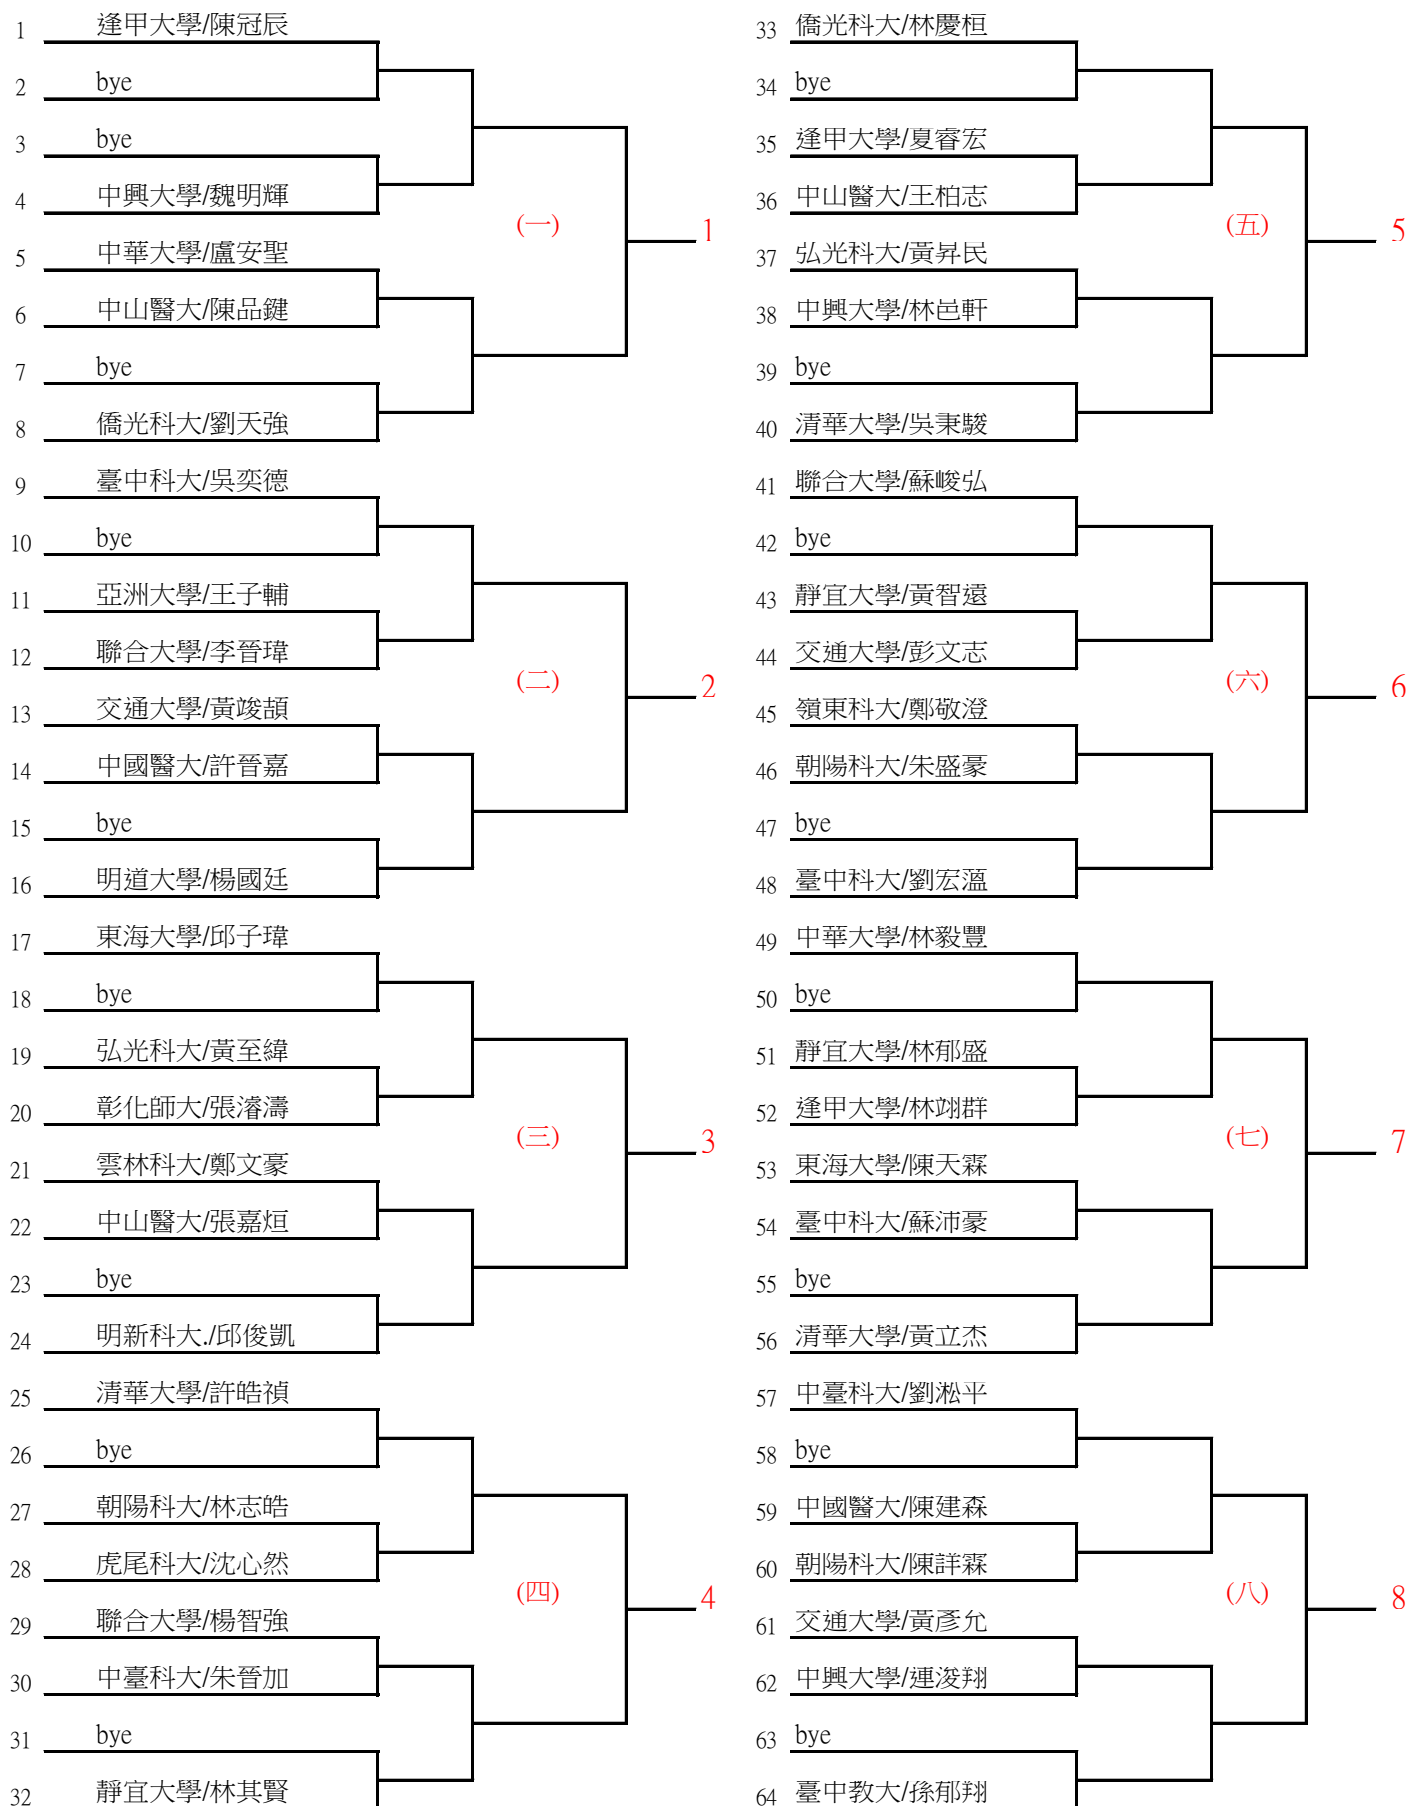 1 逢甲大學/陳冠辰
2 bye
3 bye
4 中興大學/魏明輝
(一) 1
5 中華大學/盧安聖
6 中山醫大/陳品鍵
7 bye
8 僑光科大/劉天強
9 臺中科大/吳奕德
10 bye
11 亞洲大學/王子輔
12 聯合大學/李晉瑋
(二) 2
13 交通大學/黃竣頡
14 中國醫大/許晉嘉
15 bye
16 明道大學/楊國廷
17 東海大學/邱子瑋
18 bye
19 弘光科大/黃至緯
20 彰化師大/張濬濤
(三) 3
21 雲林科大/鄭文豪
22 中山醫大/張嘉烜
23 bye
24 明新科大./邱俊凱
25 清華大學/許皓禎
26 bye
27 朝陽科大/林志皓
28 虎尾科大/沈心然
(四) 4
29 聯合大學/楊智強
30 中臺科大/朱晉加
31 bye
32 靜宜大學/林其賢
33 僑光科大/林慶桓
34 bye
35 逢甲大學/夏睿宏
36 中山醫大/王柏志
(五) 5
37 弘光科大/黃昇民
38 中興大學/林邑軒
39 bye
40 清華大學/吳秉駿
41 聯合大學/蘇峻弘
42 bye
43 靜宜大學/黃智遠
44 交通大學/彭文志
(六) 6
45 嶺東科大/鄭敬澄
46 朝陽科大/朱盛豪
47 bye
48 臺中科大/劉宏溫
49 中華大學/林毅豐
50 bye
51 靜宜大學/林郁盛
52 逢甲大學/林翊群
(七) 7
53 東海大學/陳天霖
54 臺中科大/蘇沛豪
55 bye
56 清華大學/黃立杰
57 中臺科大/劉淞平
58 bye
59 中國醫大/陳建森
60 朝陽科大/陳詳霖
(八) 8
61 交通大學/黃彥允
62 中興大學/連浚翔
63 bye
64 臺中教大/孫郁翔